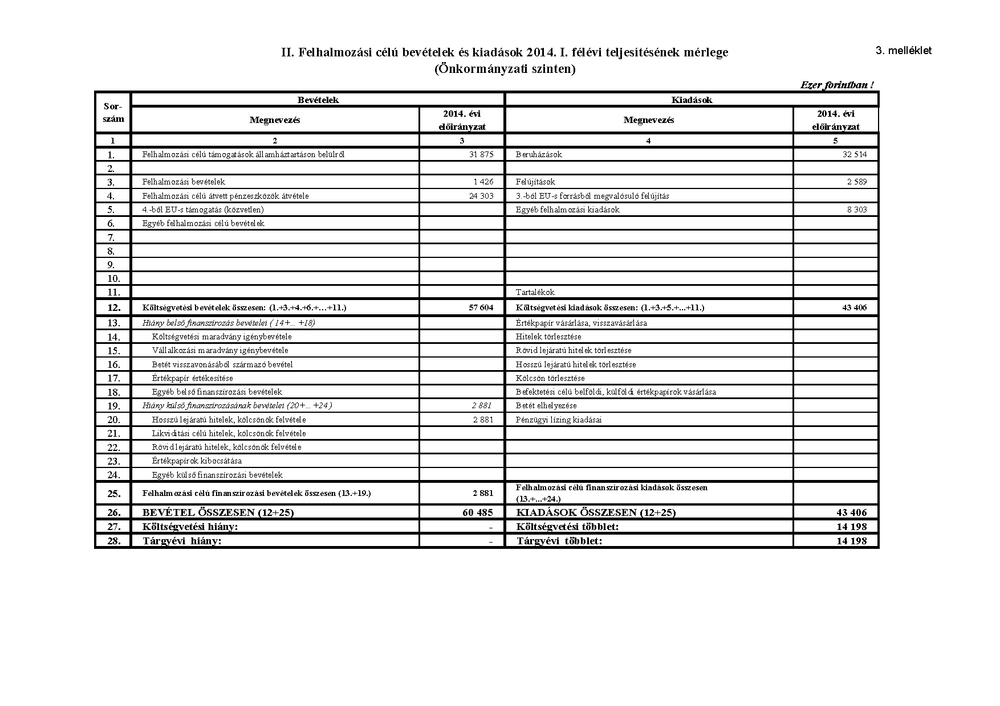 II. Felhalmozási célú bevételek és kiadások 2014. I. félévi teljesítésének mérlege
3. melléklet
(Önkormányzati szinten)
Ezer forintban !
Sor-
szám
Bevételek
Kiadások
Megnevezés
2014. évi
előirányzat
Megnevezés
2014. évi
előirányzat
1 2 3 4 5
1. Felhalmozási célú támogatások államháztartáson belülről 31 875 Beruházások 32 514
2.
3. Felhalmozási bevételek 1 426 Felújítások 2 589
4. Felhalmozási célú átvett pénzeszközök átvétele 24 303 3.-ból EU-s forrásból megvalósuló felújítás
5. 4.-ből EU-s támogatás (közvetlen) Egyéb felhalmozási kiadások 8 303
6. Egyéb felhalmozási célú bevételek
7.
8.
9.
10.
11. Tartalékok
12. Költségvetési bevételek összesen: (1.+3.+4.+6.+…+11.) 57 604 Költségvetési kiadások összesen: (1.+3.+5.+...+11.) 43 406
13. Hiány belső finanszírozás bevételei ( 14+… +18) Értékpapír vásárlása, visszavásárlása
14. Költségvetési maradvány igénybevétele Hitelek törlesztése
15. Vállalkozási maradvány igénybevétele Rövid lejáratú hitelek törlesztése
16. Betét visszavonásából származó bevétel Hosszú lejáratú hitelek törlesztése
17. Értékpapír értékesítése Kölcsön törlesztése
18. Egyéb belső finanszírozási bevételek Befektetési célú belföldi, külföldi értékpapírok vásárlása
19. Hiány külső finanszírozásának bevételei (20+…+24 ) 2 881 Betét elhelyezése
20. Hosszú lejáratú hitelek, kölcsönök felvétele 2 881 Pénzügyi lízing kiadásai
21. Likviditási célú hitelek, kölcsönök felvétele
22. Rövid lejáratú hitelek, kölcsönök felvétele
23. Értékpapírok kibocsátása
24. Egyéb külső finanszírozási bevételek
25. Felhalmozási célú finanszírozási bevételek összesen (13.+19.) 2 881 Felhalmozási célú finanszírozási kiadások összesen
(13.+...+24.)
26. BEVÉTEL ÖSSZESEN (12+25) 60 485 KIADÁSOK ÖSSZESEN (12+25) 43 406
27. Költségvetési hiány: - Költségvetési többlet: 14 198
28. Tárgyévi hiány: - Tárgyévi többlet: 14 198